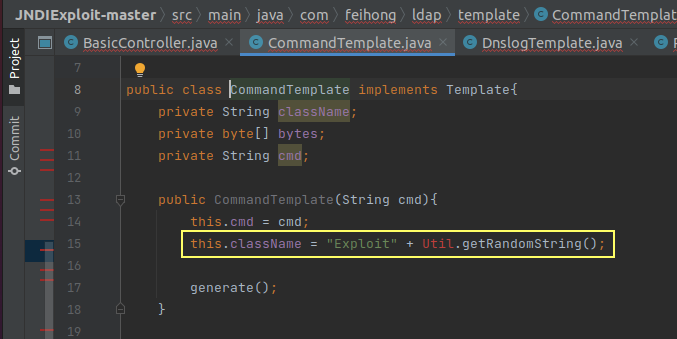 JNDIExploit-master src main java com feihong ldap template CommandTemplat
Project
Commit
BasicController.java CommandTemplate.java DnslogTemplate.java
7
8 public class CommandTemplate implements Template{
9 private String className;
10 private byte[] bytes;
11 private String cmd;
12
13 public CommandTemplate(String cmd){
14 this.cmd = cmd;
15 this.className = "Exploit" + Util.getRandomString();
16
17 generate();
18 }
19